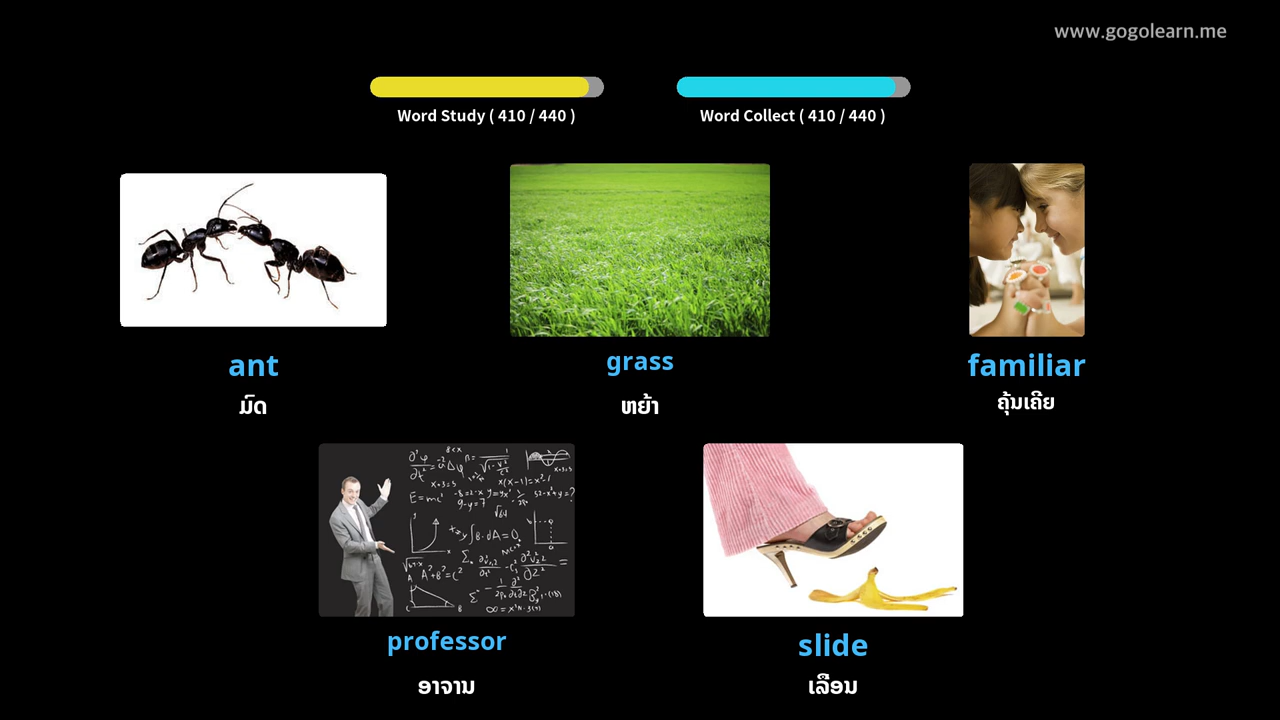 www.gogolearn.me
Word Study ( 410 / 440 )
Word Collect ( 410 / 440 )
ant
ມົດ
grass
ຫຍ້າ
familiar
ຄຸ້ນເຄີຍ
professor
ອາຈານ
slide
ເລືອນ
E=mc²